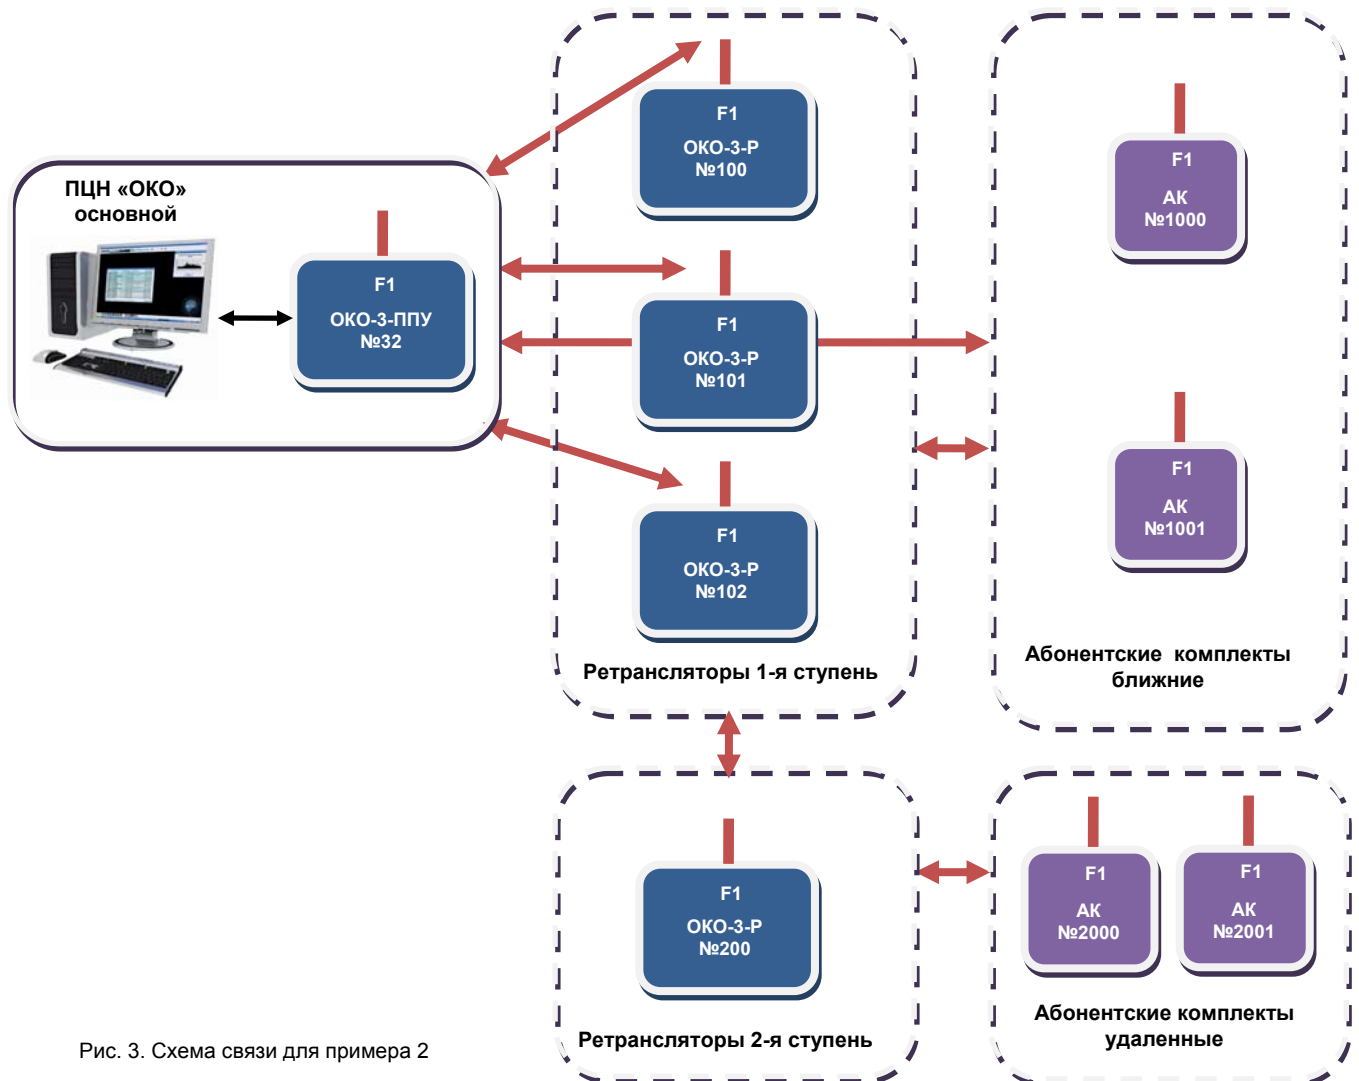 ПЦН «ОКО»
основной
F1
ОКО-3-ППУ
№32
F1
ОКО-3-Р
№100
F1
ОКО-3-Р
№101
F1
ОКО-3-Р
№102
Ретрансляторы 1-я ступень
F1
АК
№1000
F1
АК
№1001
Абонентские комплекты
ближние
F1
ОКО-3-Р
№200
Ретрансляторы 2-я ступень
F1
АК
№2000
F1
АК
№2001
Абонентские комплекты
удаленные
Рис. 3. Схема связи для примера 2